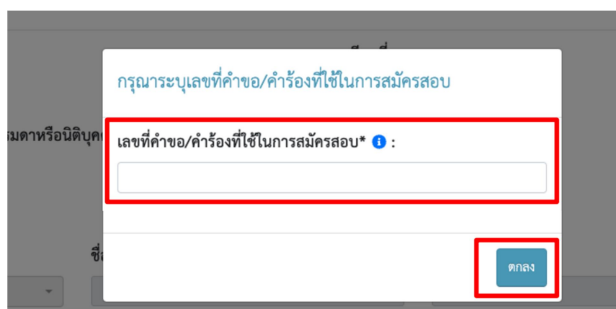 กรุณาระบุเลขที่คำขอ/คำร้องที่ใช้ในการสมัครสอบ
เลขที่คำขอ/คำร้องที่ใช้ในการสมัครสอบ* i :
ตกลง